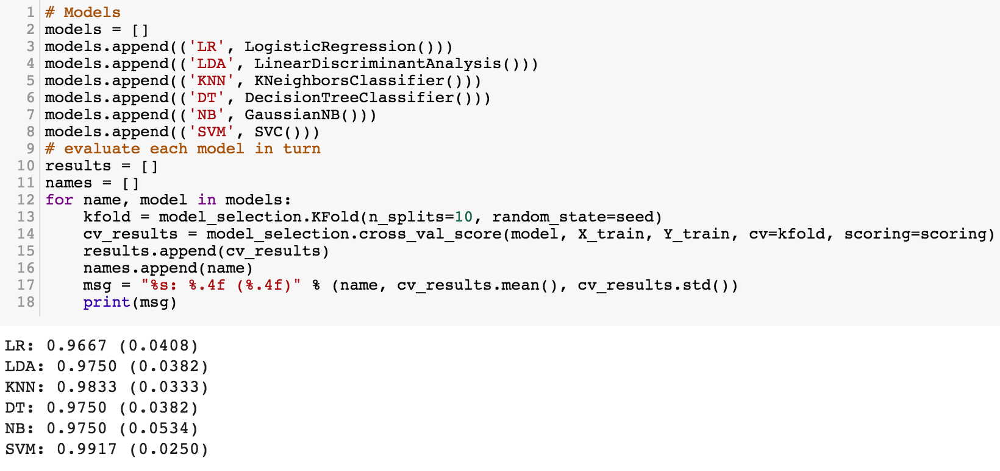 1 # Models
2 models = []
3 models.append(('LR', LogisticRegression()))
4 models.append(('LDA', LinearDiscriminantAnalysis()))
5 models.append(('KNN', KNeighborsClassifier()))
6 models.append(('DT', DecisionTreeClassifier()))
7 models.append(('NB', GaussianNB()))
8 models.append(('SVM', SVC()))
9 # evaluate each model in turn
10 results = []
11 names = []
12 for name, model in models:
13     kfold = model_selection.KFold(n_splits=10, random_state=seed)
14     cv_results = model_selection.cross_val_score(model, X_train, Y_train, cv=kfold, scoring=scoring)
15     results.append(cv_results)
16     names.append(name)
17     msg = "%s: %.4f (%.4f)" % (name, cv_results.mean(), cv_results.std())
18     print(msg)
LR: 0.9667 (0.0408)
LDA: 0.9750 (0.0382)
KNN: 0.9833 (0.0333)
DT: 0.9750 (0.0382)
NB: 0.9750 (0.0534)
SVM: 0.9917 (0.0250)